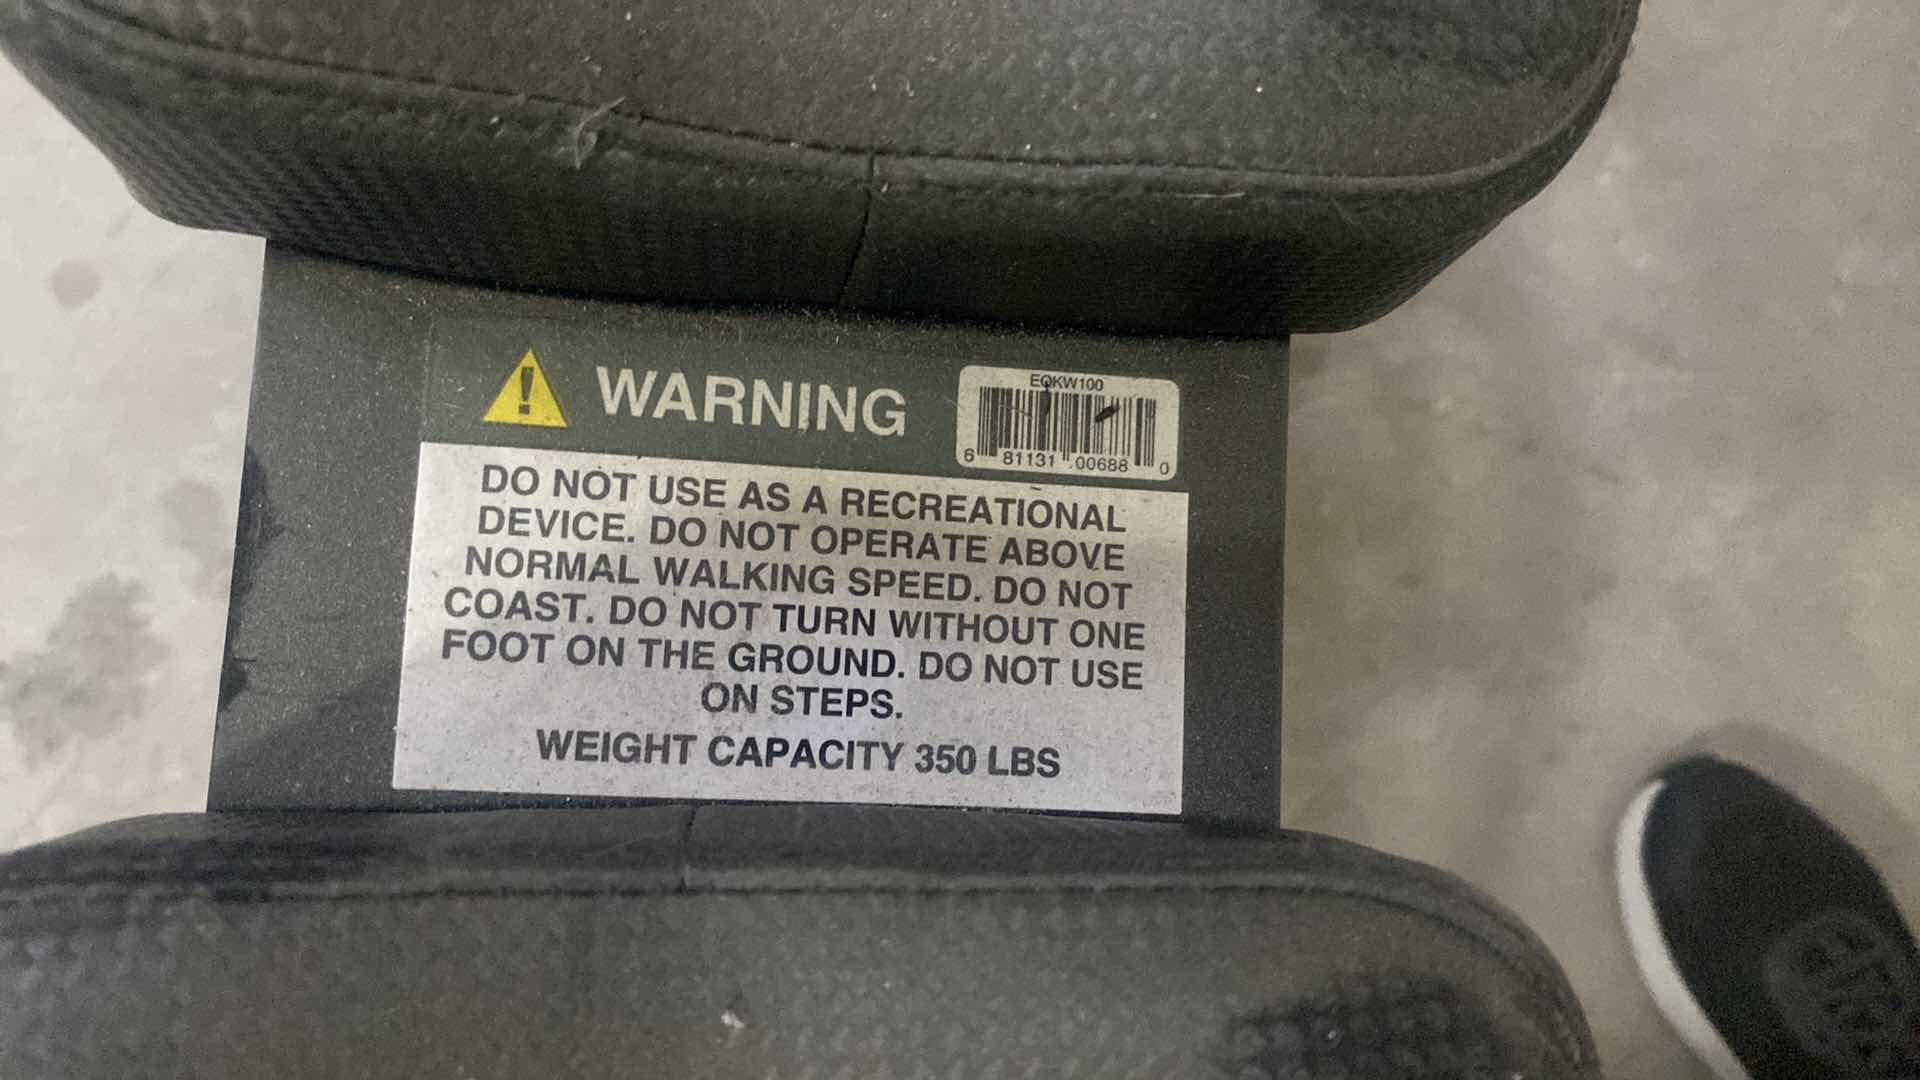 WARNING
EQKW100
6 81131 00688 0
DO NOT USE AS A RECREATIONAL
DEVICE. DO NOT OPERATE ABOVE
NORMAL WALKING SPEED. DO NOT
COAST. DO NOT TURN WITHOUT ONE
FOOT ON THE GROUND. DO NOT USE
ON STEPS.
WEIGHT CAPACITY 350 LBS